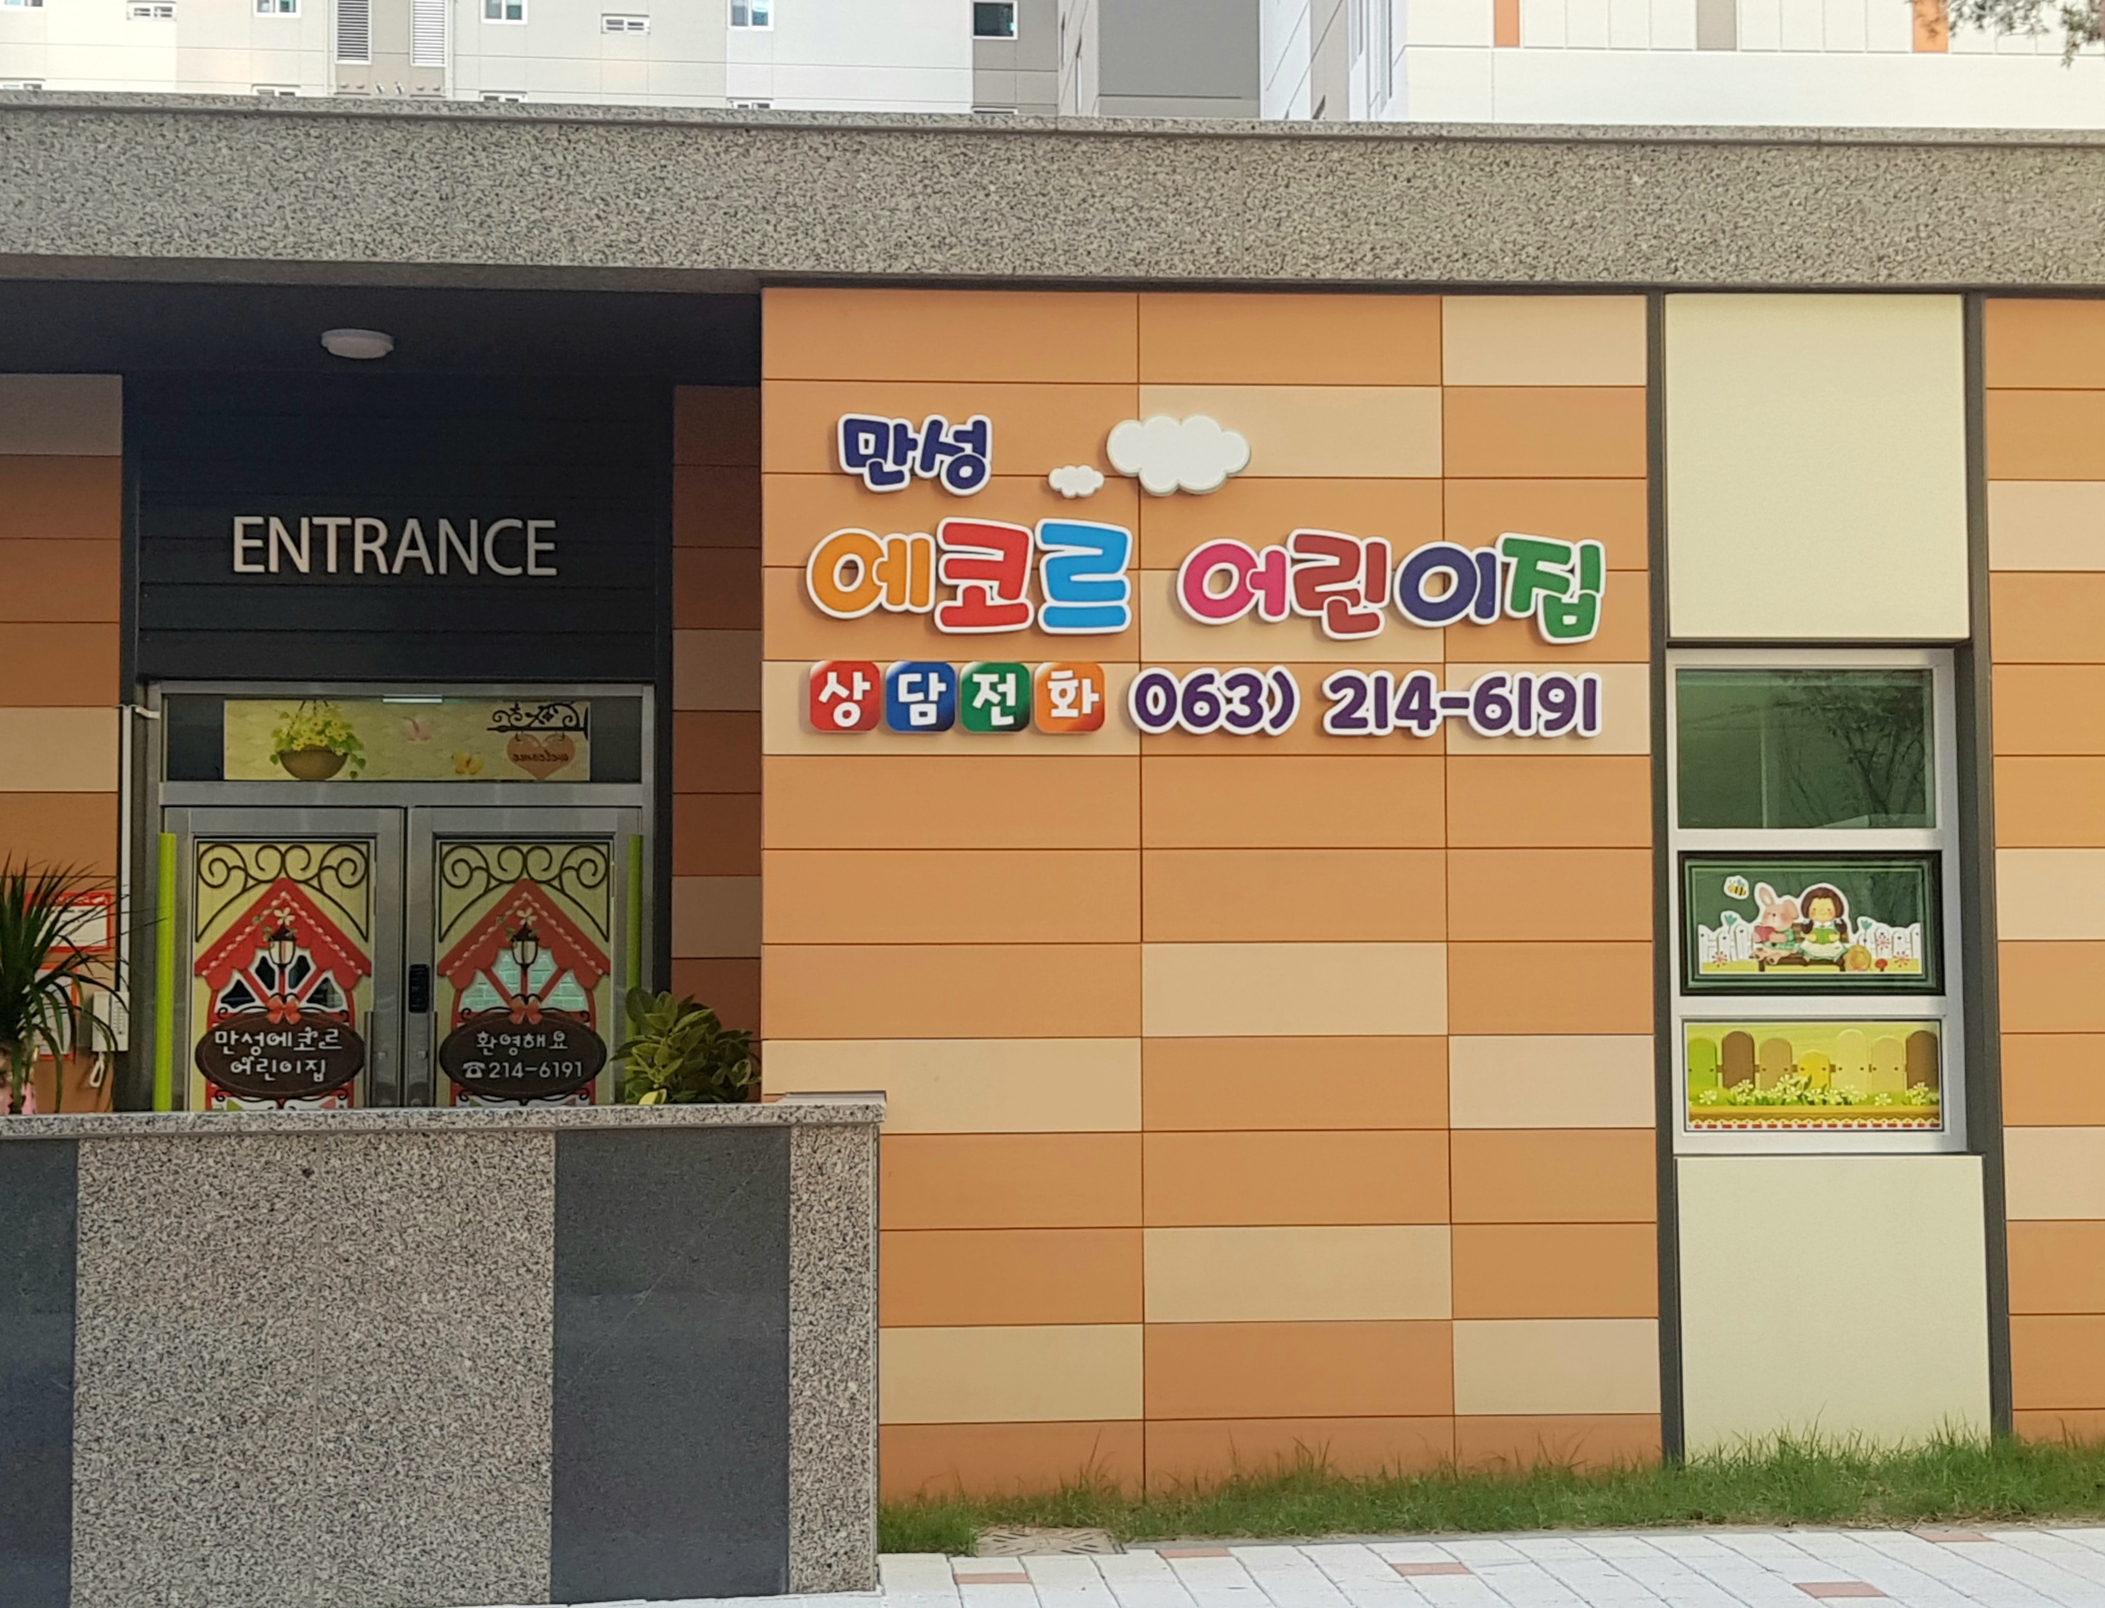 ENTRANCE
만성
에코르 어린이집
상담전화 063) 214-6191
welcome
만성에코르
어린이집
환영해요
☎214-6191